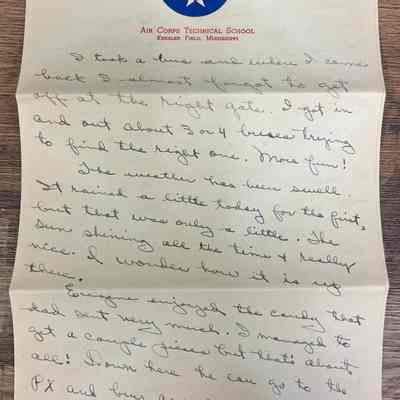 AIR CORPS TECHNICAL SCHOOL
KEESLER FIELD, MISSISSIPPI
I took a bus and when I came
back I almost forgot to get
off at the right gate. I got in
and out about 3 or 4 buses trying
to find the right one. More fun!
The weather has been swell.
It rained a little today for the first,
but that was only a little. The
sun shining all the time & really
nice. I wonder how it is up
there.
Everyone enjoyed the candy that
dad sent very much. I managed to
get a couple pieces but that's about
all! Down here he can go to the
PX and buy